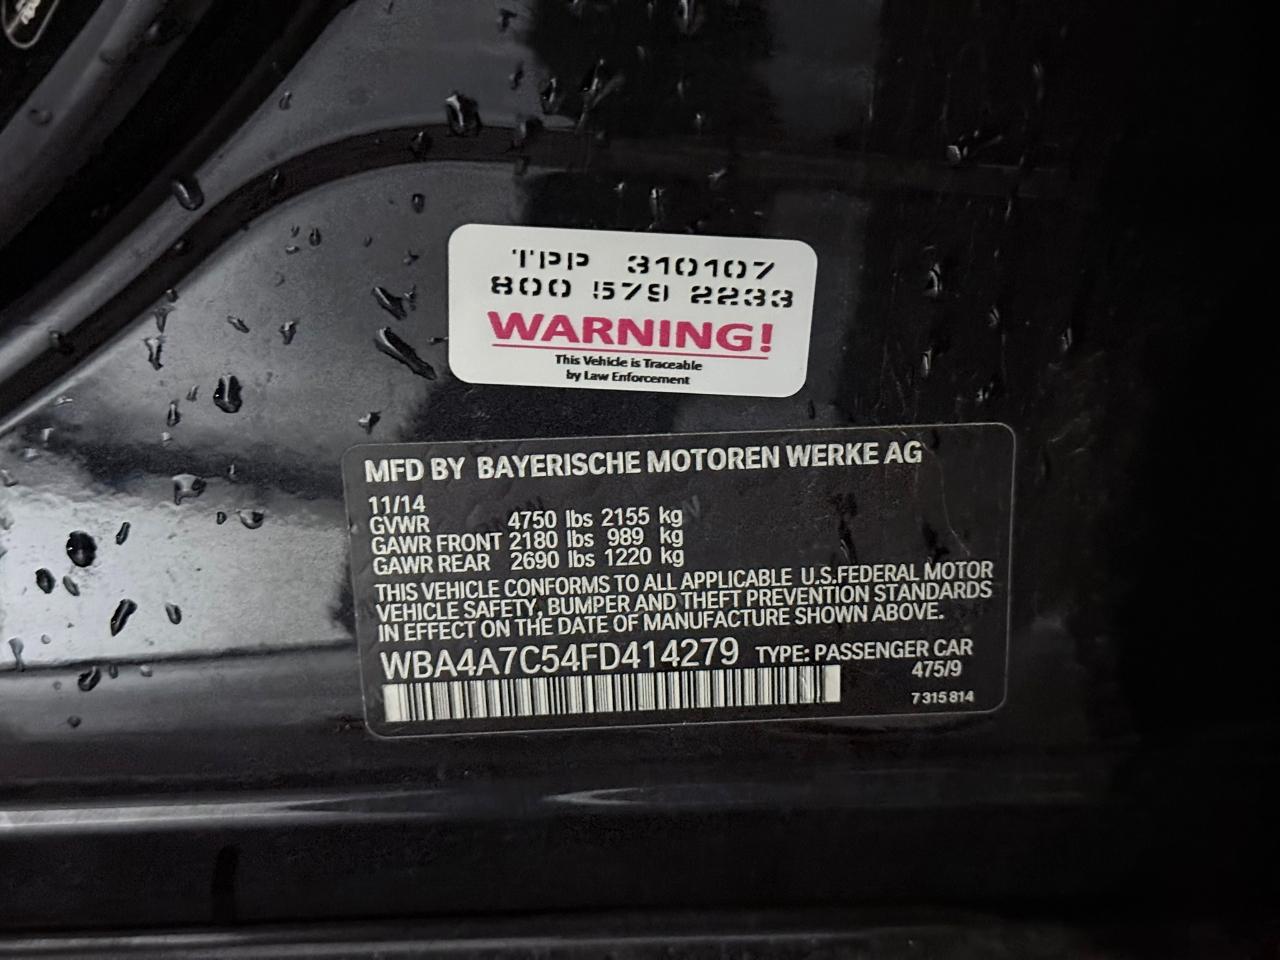 TPP 310107
800 579 2233
WARNING!
This Vehicle is Traceable
by Law Enforcement
MFD BY BAYERISCHE MOTOREN WERKE AG
11/14
GVWR 4750 lbs 2155 kg
GAWR FRONT 2180 lbs 989 kg
GAWR REAR 2690 lbs 1220 kg
THIS VEHICLE CONFORMS TO ALL APPLICABLE U.S.FEDERAL MOTOR
VEHICLE SAFETY, BUMPER AND THEFT PREVENTION STANDARDS
IN EFFECT ON THE DATE OF MANUFACTURE SHOWN ABOVE.
WBA4A7C54FD414279 TYPE: PASSENGER CAR
475/9
7315814